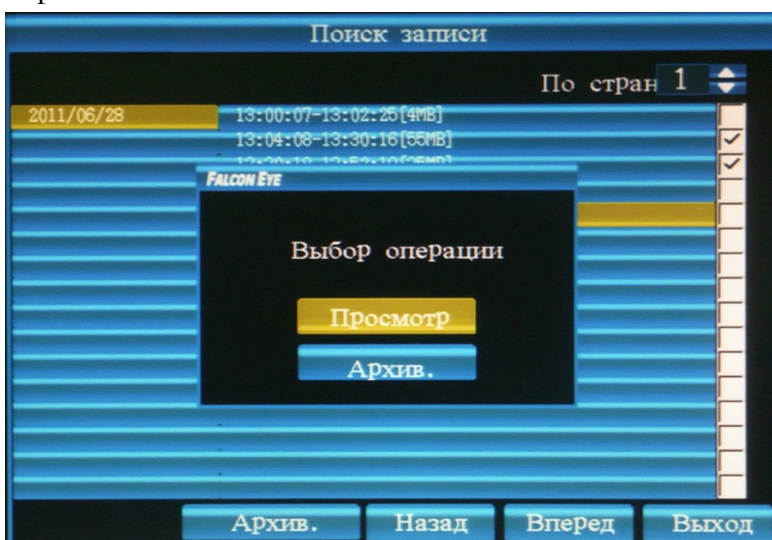 Поиск записи
По стран 1
2011/06/28 13:00:07-13:02:25[4MB]
13:04:08-13:30:16[55MB]
FALCON EYE
Выбор операции
Просмотр
Архив.
Архив. Назад Вперед Выход